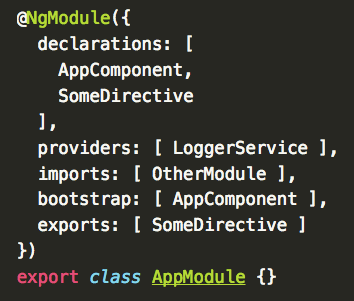 @NgModule({
  declarations: [
    AppComponent,
    SomeDirective
  ],
  providers: [ LoggerService ],
  imports: [ OtherModule ],
  bootstrap: [ AppComponent ],
  exports: [ SomeDirective ]
})
export class AppModule {}